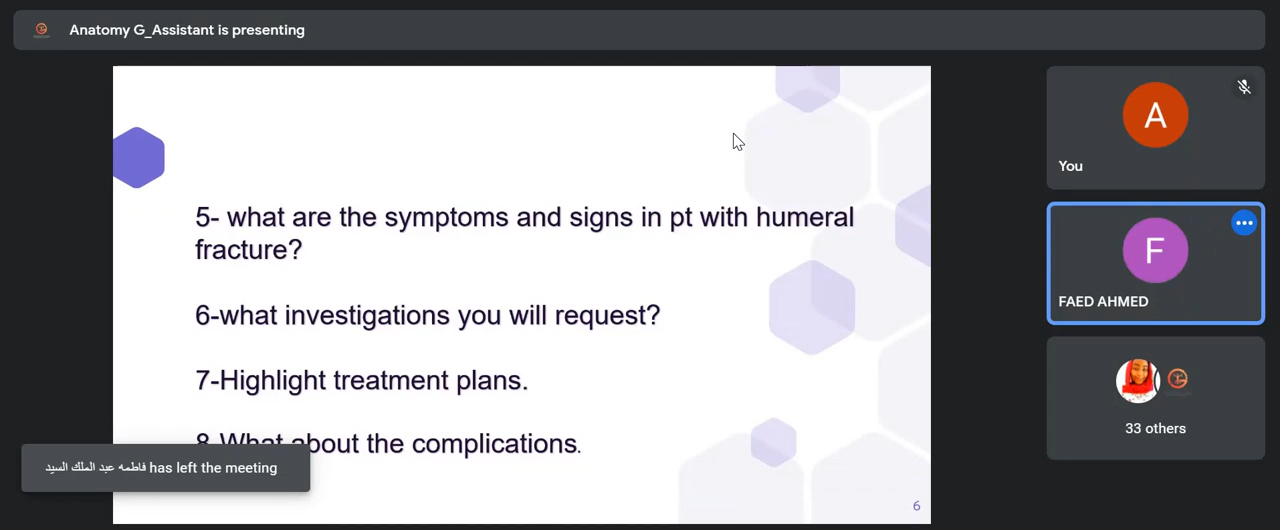 Anatomy G_Assistant is presenting
5- what are the symptoms and signs in pt with humeral
fracture?
6-what investigations you will request?
7-Highlight treatment plans.
8-What about the complications.
6
فاطمه عبد الملك السيد has left the meeting
A
You
F
FAED AHMED
33 others